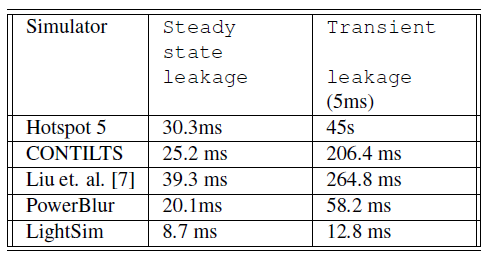 Simulator Steady Transient
state
leakage leakage
(5ms)
Hotspot 5 30.3ms 45s
CONTILTS 25.2 ms 206.4 ms
Liu et. al. [7] 39.3 ms 264.8 ms
PowerBlur 20.1ms 58.2 ms
LightSim 8.7 ms 12.8 ms